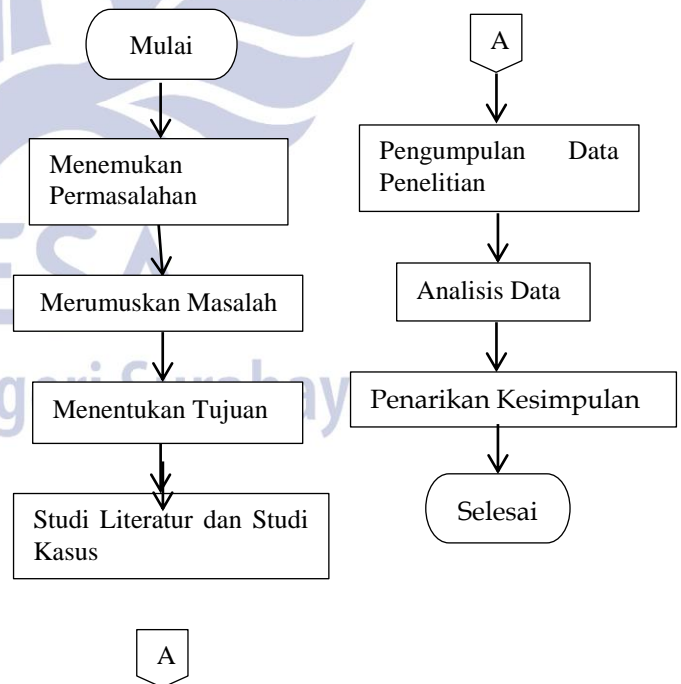 Mulai
Menemukan
Permasalahan
Merumuskan Masalah
Menentukan Tujuan
Studi Literatur dan Studi
Kasus
A
A
Pengumpulan Data
Penelitian
Analisis Data
Penarikan Kesimpulan
Selesai